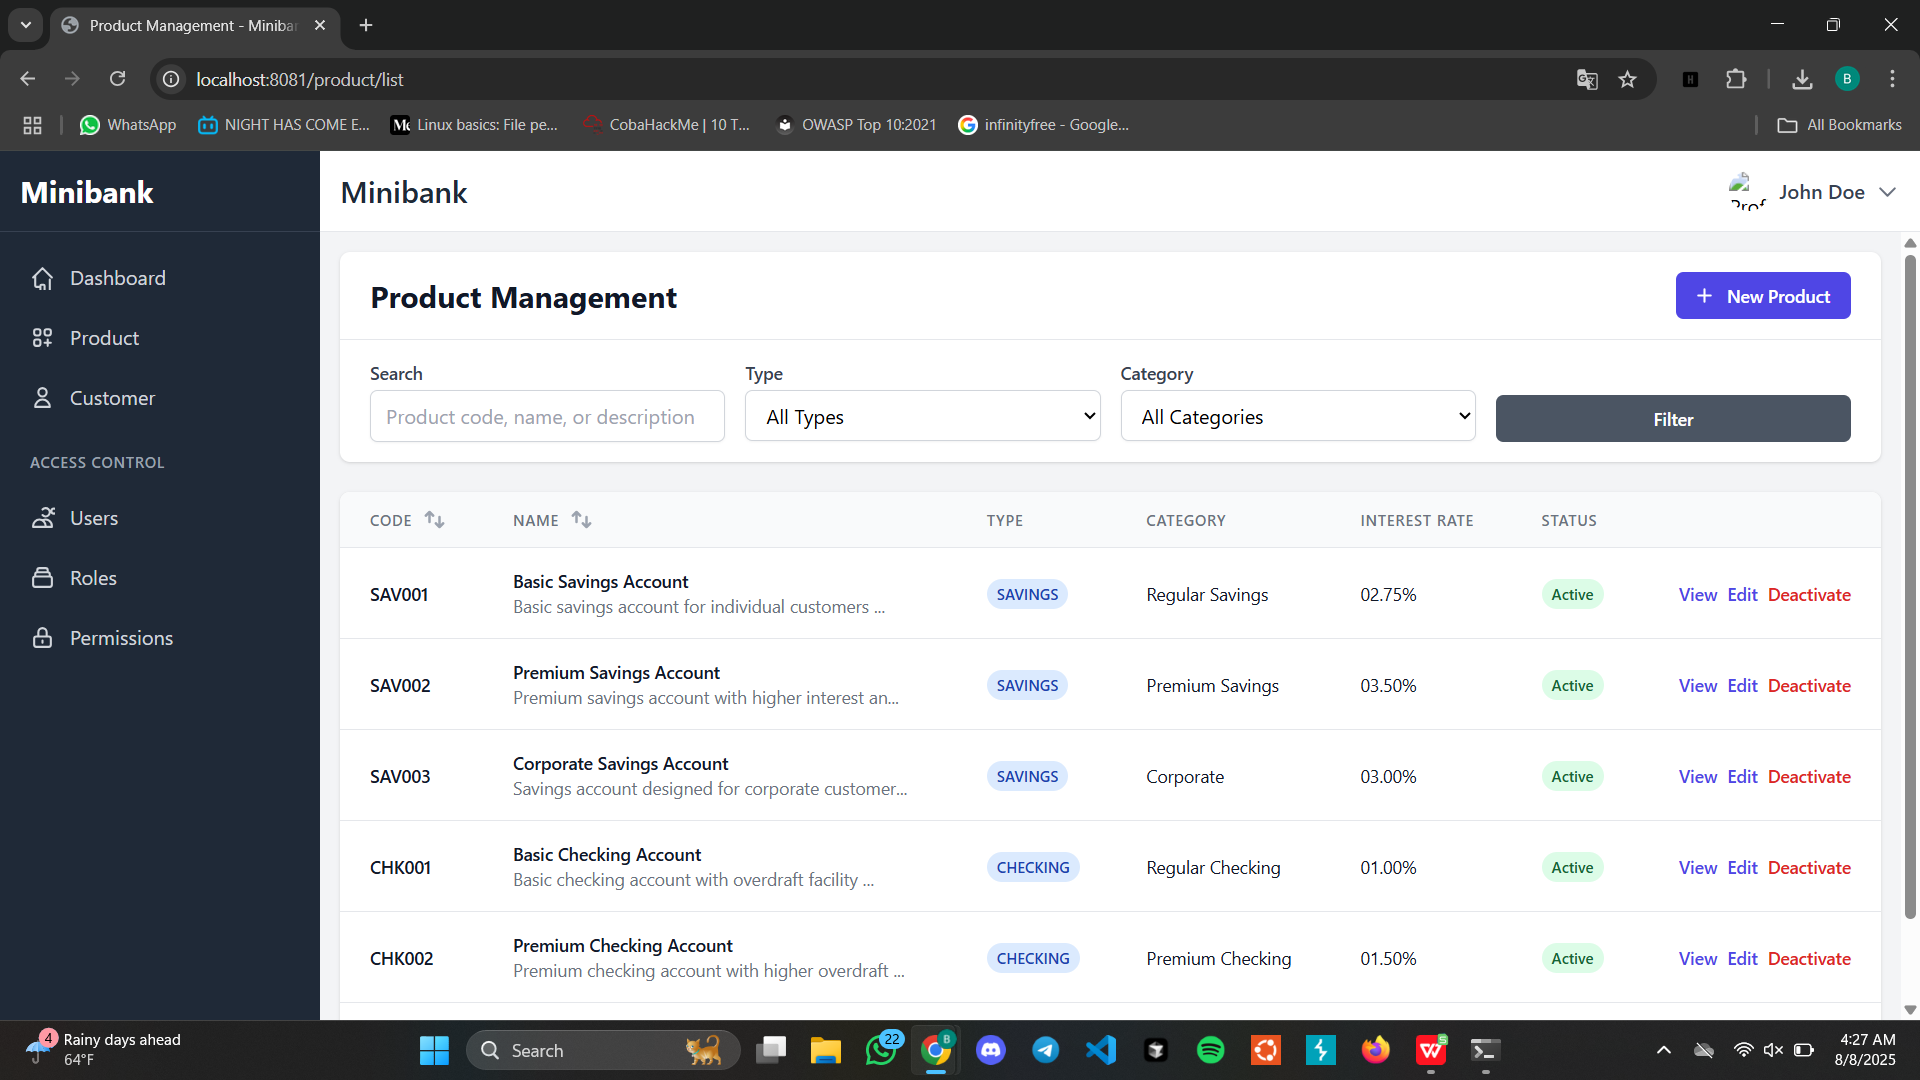 Product Management - Miniba
localhost:8081/product/list
B
WhatsApp
NIGHT HAS COME E...
Linux basics: File pe...
CobaHackMe | 10 T...
OWASP Top 10:2021
infinityfree - Google...
All Bookmarks
Minibank
Minibank
Prof
John Doe
Dashboard
Product
Customer
ACCESS CONTROL
Users
Roles
Permissions
Product Management
+ New Product
Search
Type
Category
Product code, name, or description
All Types
All Categories
Filter
CODE NAME TYPE CATEGORY INTEREST RATE STATUS
SAV001 Basic Savings Account SAVINGS Regular Savings 02.75% Active View Edit Deactivate
Basic savings account for individual customers ...
SAV002 Premium Savings Account SAVINGS Premium Savings 03.50% Active View Edit Deactivate
Premium savings account with higher interest an...
SAV003 Corporate Savings Account SAVINGS Corporate 03.00% Active View Edit Deactivate
Savings account designed for corporate customer...
CHK001 Basic Checking Account CHECKING Regular Checking 01.00% Active View Edit Deactivate
Basic checking account with overdraft facility ...
CHK002 Premium Checking Account CHECKING Premium Checking 01.50% Active View Edit Deactivate
Premium checking account with higher overdraft ...
4
Rainy days ahead
64°F
Search
22
B
4:27 AM
8/8/2025